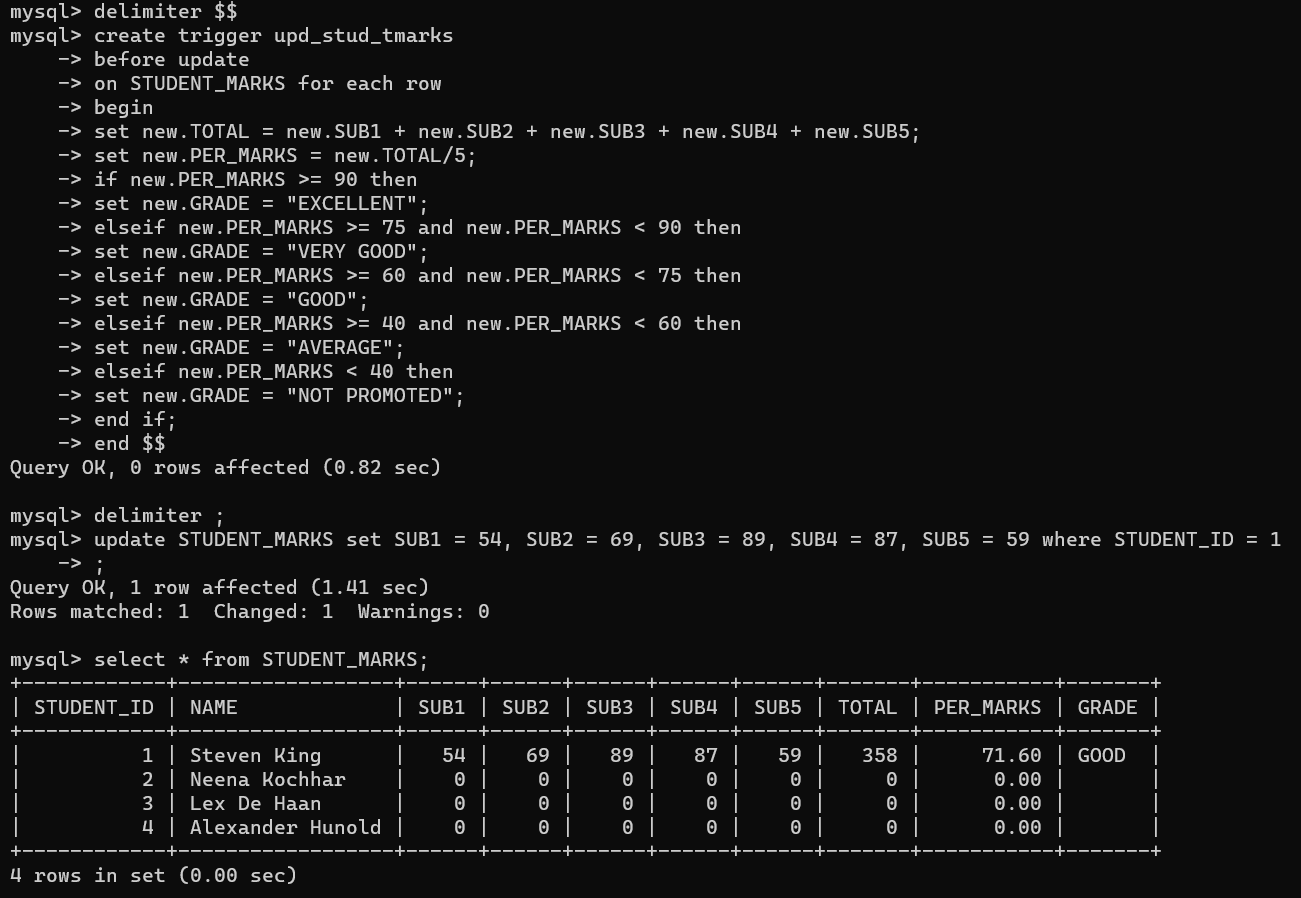 mysql> delimiter $$
mysql> create trigger upd_stud_tmarks
    -> before update
    -> on STUDENT_MARKS for each row
    -> begin
    -> set new.TOTAL = new.SUB1 + new.SUB2 + new.SUB3 + new.SUB4 + new.SUB5;
    -> set new.PER_MARKS = new.TOTAL/5;
    -> if new.PER_MARKS >= 90 then
    -> set new.GRADE = "EXCELLENT";
    -> elseif new.PER_MARKS >= 75 and new.PER_MARKS < 90 then
    -> set new.GRADE = "VERY GOOD";
    -> elseif new.PER_MARKS >= 60 and new.PER_MARKS < 75 then
    -> set new.GRADE = "GOOD";
    -> elseif new.PER_MARKS >= 40 and new.PER_MARKS < 60 then
    -> set new.GRADE = "AVERAGE";
    -> elseif new.PER_MARKS < 40 then
    -> set new.GRADE = "NOT PROMOTED";
    -> end if;
    -> end $$
Query OK, 0 rows affected (0.82 sec)

mysql> delimiter ;
mysql> update STUDENT_MARKS set SUB1 = 54, SUB2 = 69, SUB3 = 89, SUB4 = 87, SUB5 = 59 where STUDENT_ID = 1
    -> ;
Query OK, 1 row affected (1.41 sec)
Rows matched: 1  Changed: 1  Warnings: 0

mysql> select * from STUDENT_MARKS;
+------------+------------------+------+------+------+------+------+-------+-----------+-------+
| STUDENT_ID | NAME             | SUB1 | SUB2 | SUB3 | SUB4 | SUB5 | TOTAL | PER_MARKS | GRADE |
+------------+------------------+------+------+------+------+------+-------+-----------+-------+
|          1 | Steven King      |   54 |   69 |   89 |   87 |   59 |   358 |     71.60 | GOOD  |
|          2 | Neena Kochhar    |    0 |    0 |    0 |    0 |    0 |     0 |      0.00 |       |
|          3 | Lex De Haan      |    0 |    0 |    0 |    0 |    0 |     0 |      0.00 |       |
|          4 | Alexander Hunold |    0 |    0 |    0 |    0 |    0 |     0 |      0.00 |       |
+------------+------------------+------+------+------+------+------+-------+-----------+-------+
4 rows in set (0.00 sec)